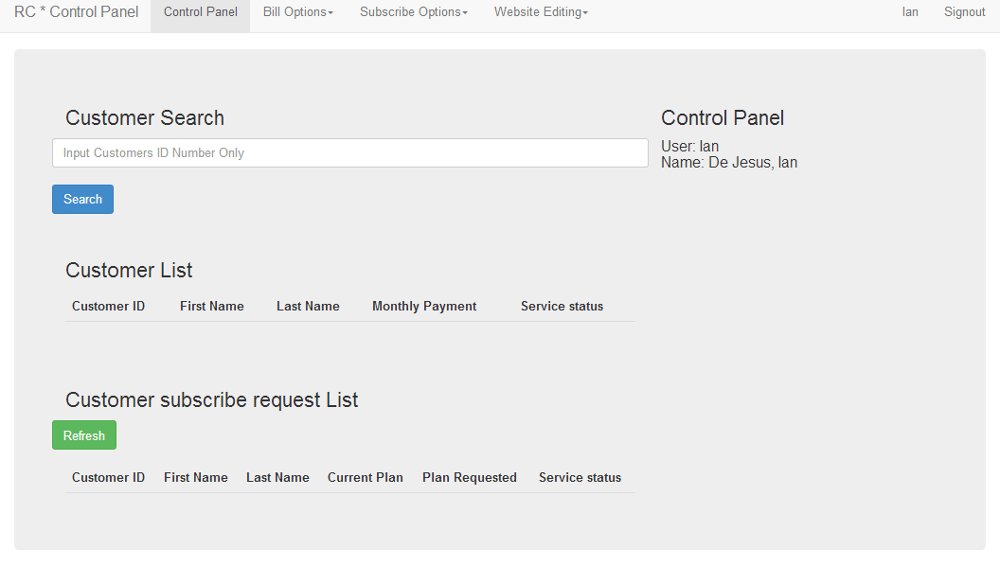 RC * Control Panel Control Panel Bill Options Subscribe Options Website Editing Ian Signout
Customer Search
Control Panel
Input Customers ID Number Only
User: Ian
Name: De Jesus, Ian
Search
Customer List
Customer ID First Name Last Name Monthly Payment Service status
Customer subscribe request List
Refresh
Customer ID First Name Last Name Current Plan Plan Requested Service status